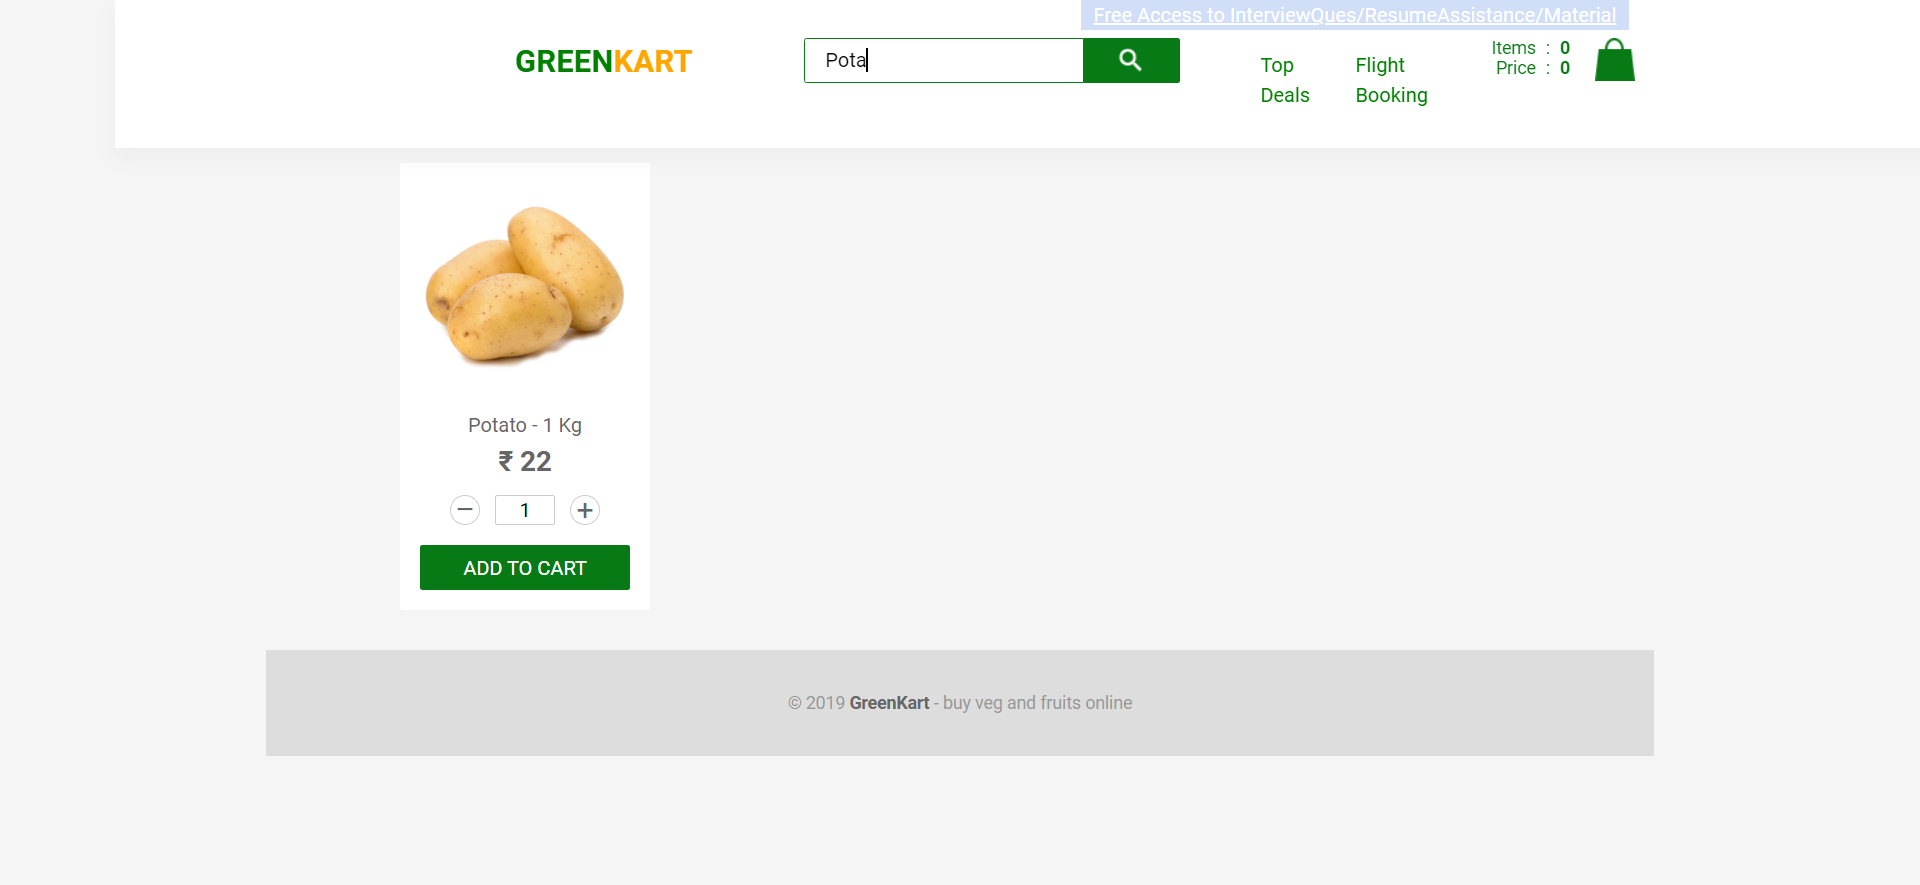 Free Access to InterviewQues/ResumeAssistance/Material
GREENKART
Pota
Top Deals
Flight Booking
Items : 0
Price : 0
Potato - 1 Kg
₹ 22
1
ADD TO CART
© 2019 GreenKart - buy veg and fruits online